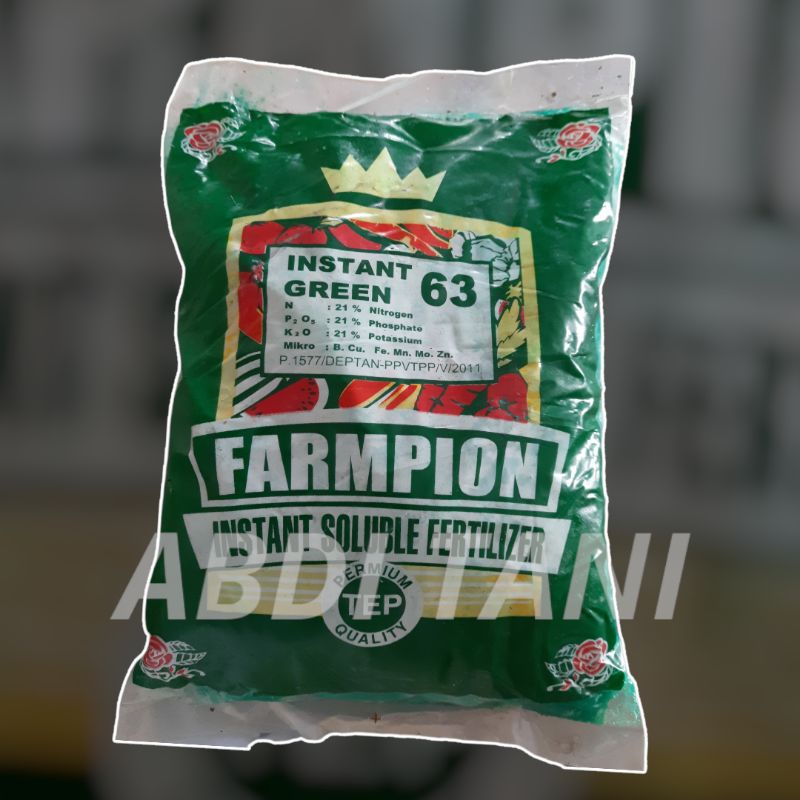 INSTANT
GREEN 63
N : 21 % Nitrogen
P₂O₅ : 21 % Phosphate
K₂O : 21 % Potassium
Mikro : B. Cu. Fe. Mn. Mo. Zn.
P.1577/DEPTAN-PPVTPP/V/2011
FARMPION
INSTANT SOLUBLE FERTILIZER
ABDI TANI
PERMIUM
TEP
QUALITY